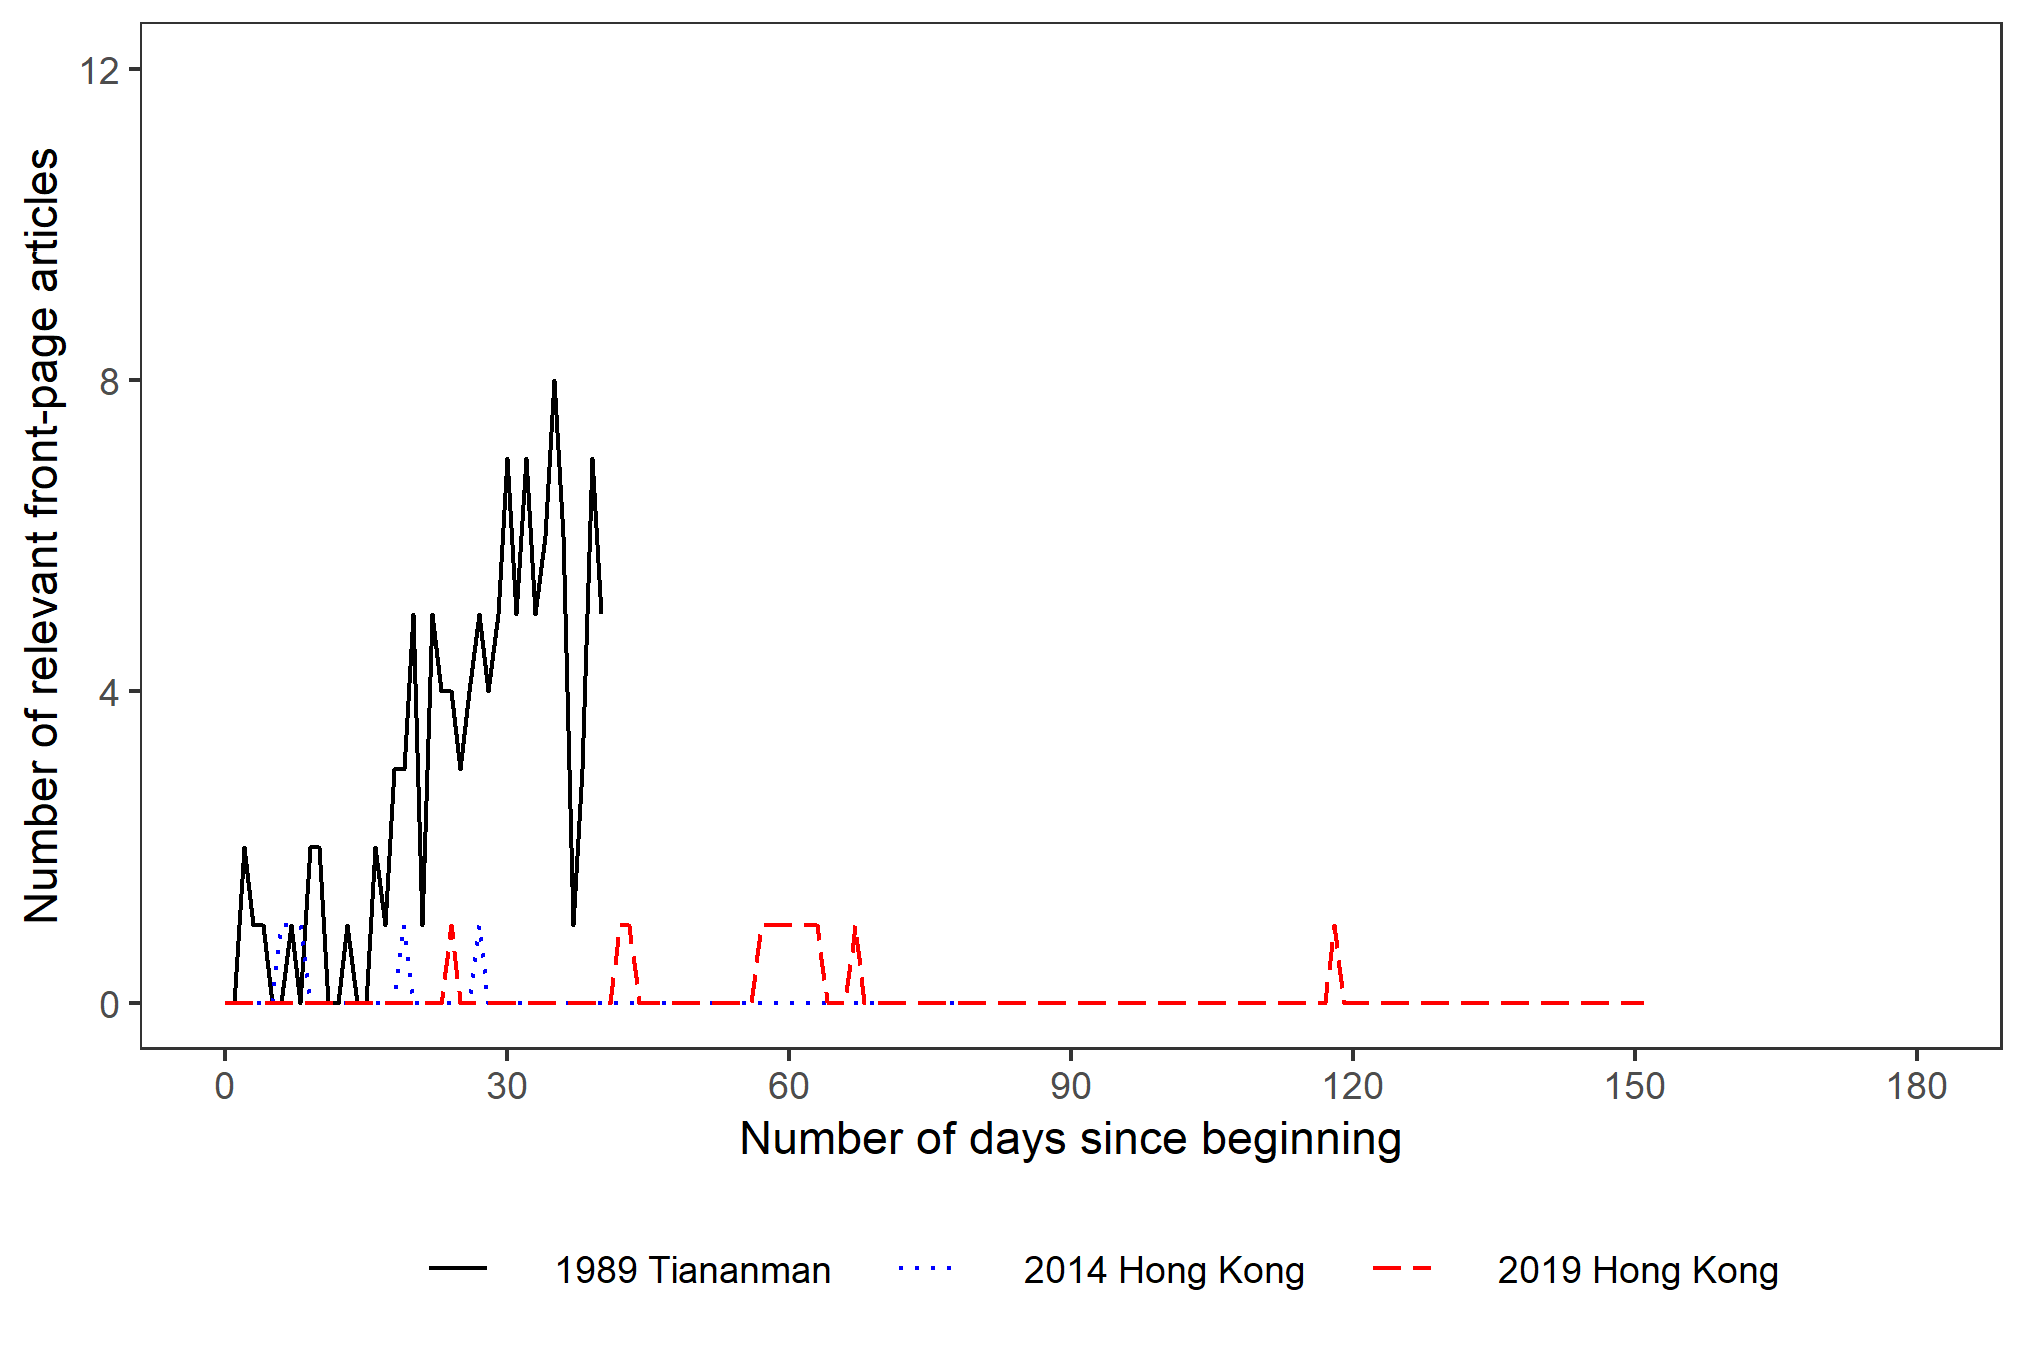 Number of relevant front-page articles
12
8
4
0
0 30 60 90 120 150 180
Number of days since beginning
1989 Tiananman 2014 Hong Kong 2019 Hong Kong